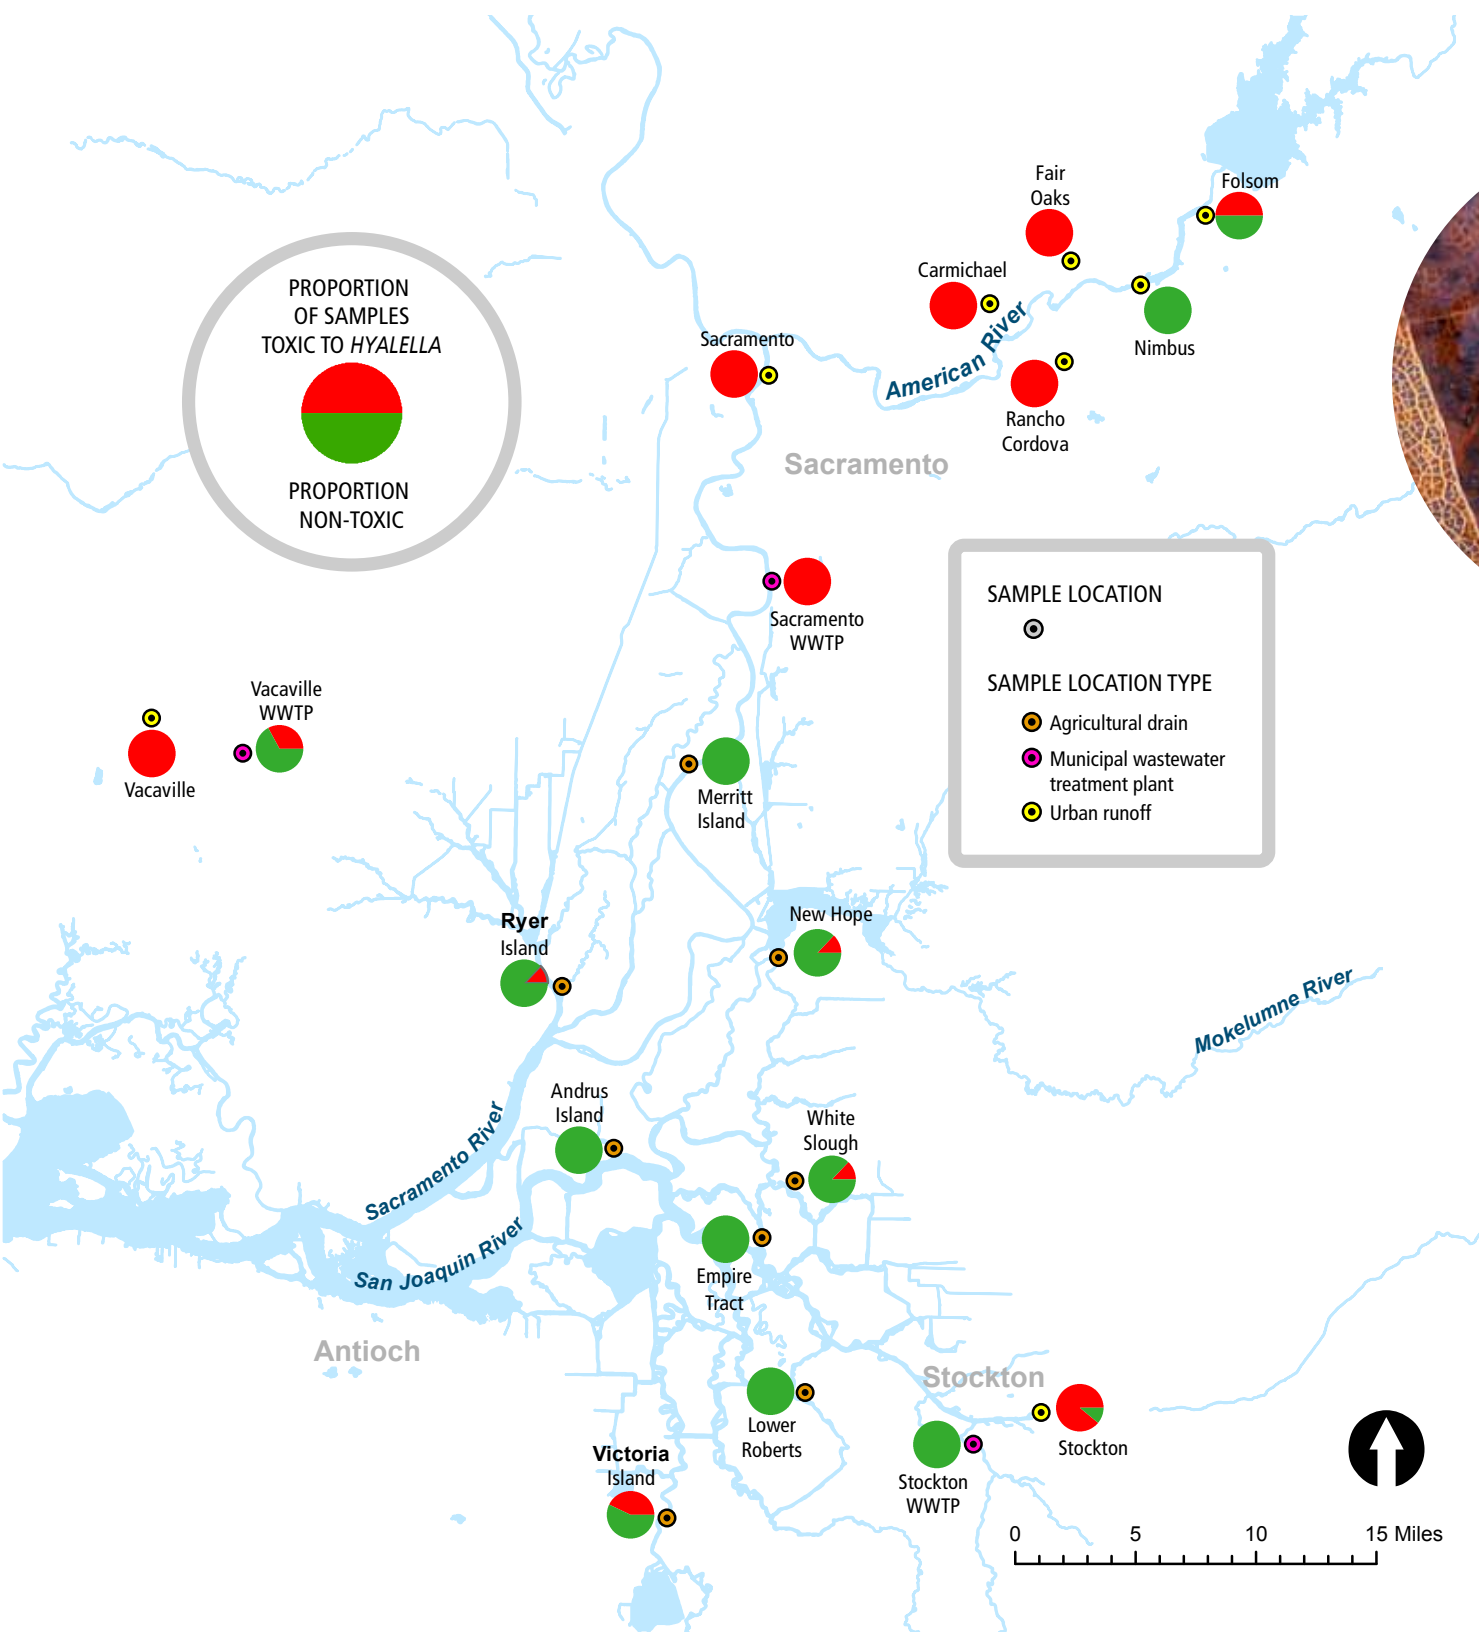 PROPORTION
OF SAMPLES
TOXIC TO HYALELLA
PROPORTION
NON-TOXIC
Fair
Oaks
Folsom
Carmichael
American River
Nimbus
Sacramento
Rancho
Cordova
Sacramento
Sacramento
WWTP
SAMPLE LOCATION
SAMPLE LOCATION TYPE
Agricultural drain
Municipal wastewater
treatment plant
Urban runoff
Vacaville
WWTP
Vacaville
Merritt
Island
New Hope
Ryer
Island
Mokelumne River
Andrus
Island
White
Slough
Sacramento River
San Joaquin River
Empire
Tract
Antioch
Stockton
Lower
Roberts
Stockton
Victoria
Island
Stockton
WWTP
0 5 10 15 Miles